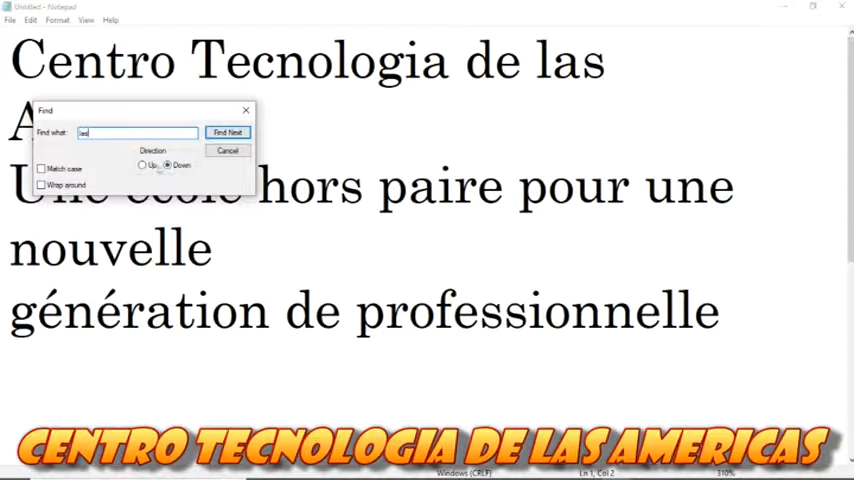 Untitled - Notepad
File Edit Format View Help
Centro Tecnologia de las
A
Find
Find what: las Find Next
Direction Cancel
Match case Up Down
Wrap around
Une école hors paire pour une
nouvelle
génération de professionnelle
CENTRO TECNOLOGIA DE LAS AMERICAS
Windows (CRLF) Ln 1, Col 2 310%